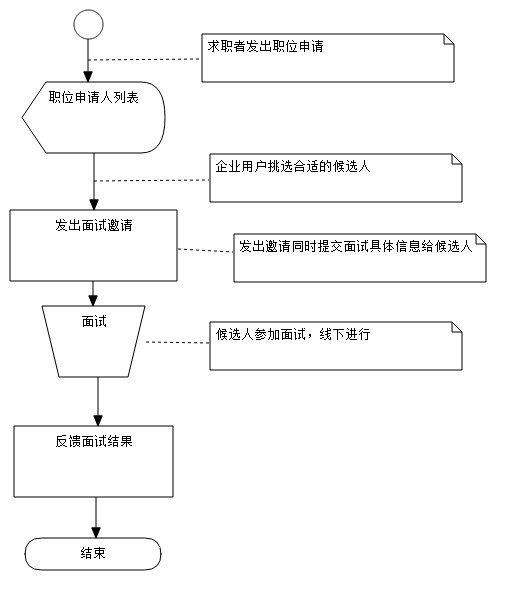 求职者发出职位申请
职位申请人列表
企业用户挑选合适的候选人
发出面试邀请
发出邀请同时提交面试具体信息给候选人
面试
候选人参加面试，线下进行
反馈面试结果
结束